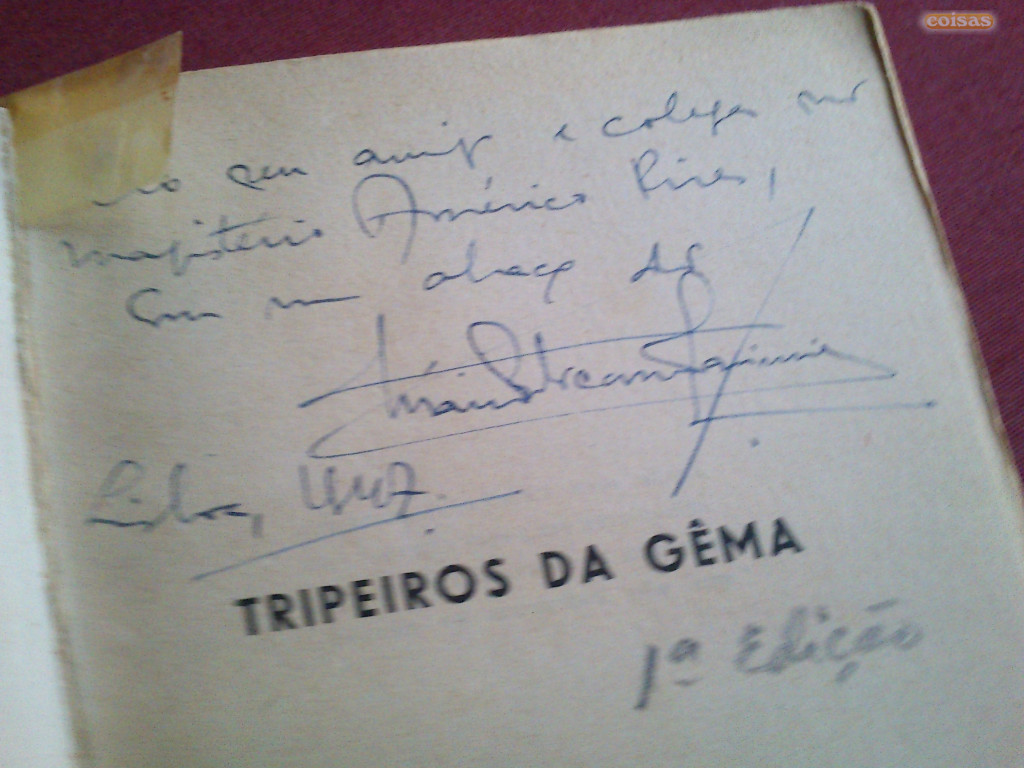 coisas
Ao seu amigo e colega no
magistério Américo Pires,
com um abraço de
Lisboa, 1947.
TRIPEIROS DA GÊMA
1ª Edição